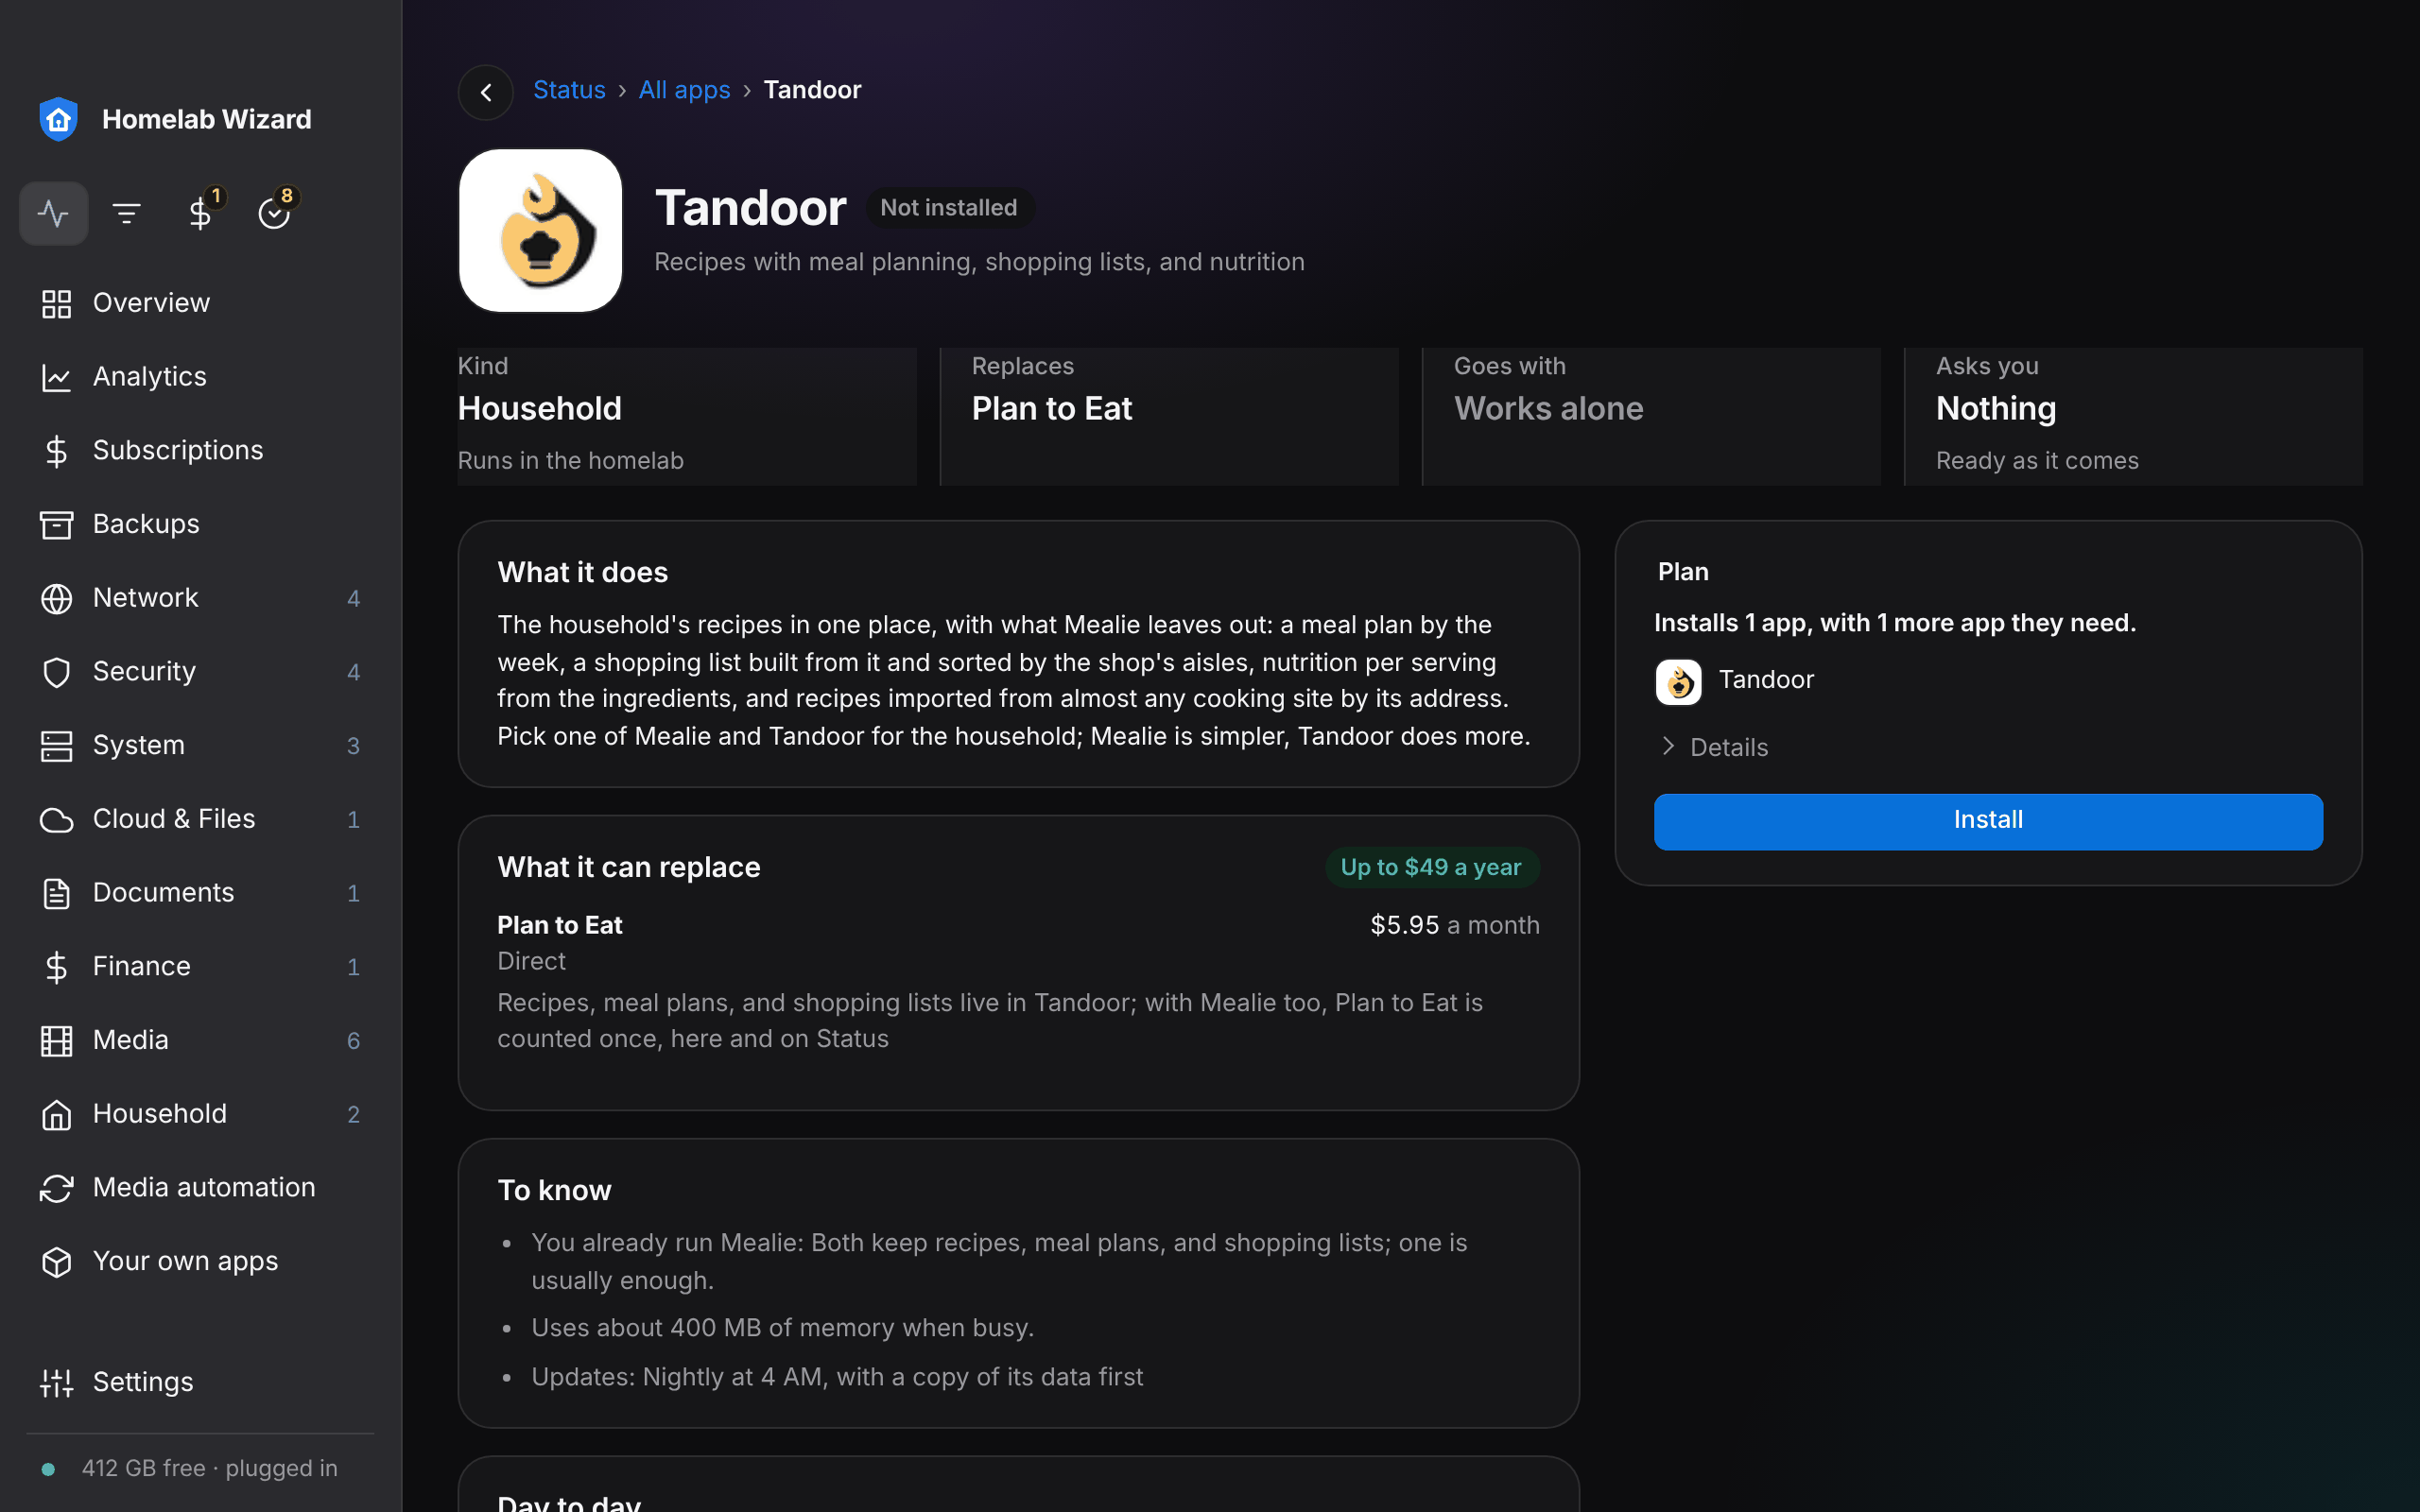 Homelab Wizard
1
8
Overview
Analytics
Subscriptions
Backups
Network 4
Security 4
System 3
Cloud & Files 1
Documents 1
Finance 1
Media 6
Household 2
Media automation
Your own apps
Settings
412 GB free · plugged in
Status › All apps › Tandoor
Tandoor Not installed
Recipes with meal planning, shopping lists, and nutrition
Kind
Household
Runs in the homelab
Replaces
Plan to Eat
Goes with
Works alone
Asks you
Nothing
Ready as it comes
What it does
The household's recipes in one place, with what Mealie leaves out: a meal plan by the
week, a shopping list built from it and sorted by the shop's aisles, nutrition per serving
from the ingredients, and recipes imported from almost any cooking site by its address.
Pick one of Mealie and Tandoor for the household; Mealie is simpler, Tandoor does more.
What it can replace Up to $49 a year
Plan to Eat $5.95 a month
Direct
Recipes, meal plans, and shopping lists live in Tandoor; with Mealie too, Plan to Eat is
counted once, here and on Status
To know
• You already run Mealie: Both keep recipes, meal plans, and shopping lists; one is
usually enough.
• Uses about 400 MB of memory when busy.
• Updates: Nightly at 4 AM, with a copy of its data first
Day to day
Plan
Installs 1 app, with 1 more app they need.
Tandoor
Details
Install